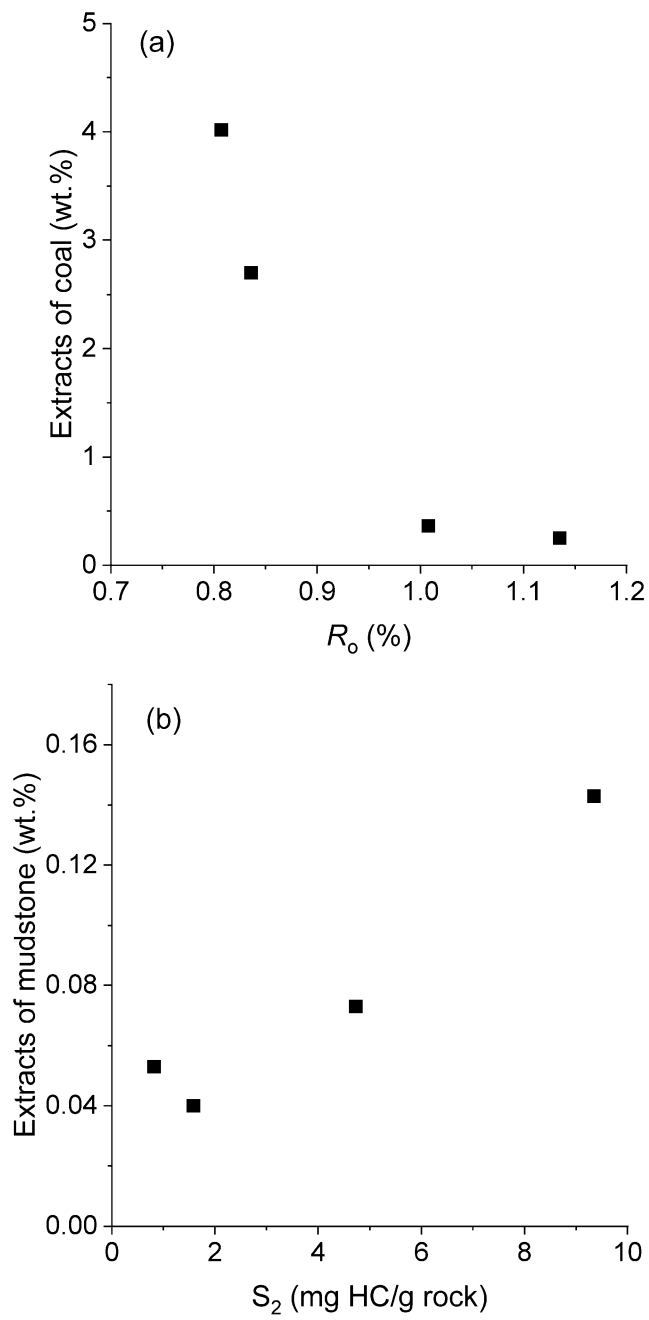 (a)
5
4
3
2
1
0
Extracts of coal (wt.%)
0.7 0.8 0.9 1.0 1.1 1.2
Rₒ (%)
(b)
0.16
0.12
0.08
0.04
0.00
Extracts of mudstone (wt.%)
0 2 4 6 8 10
S₂ (mg HC/g rock)